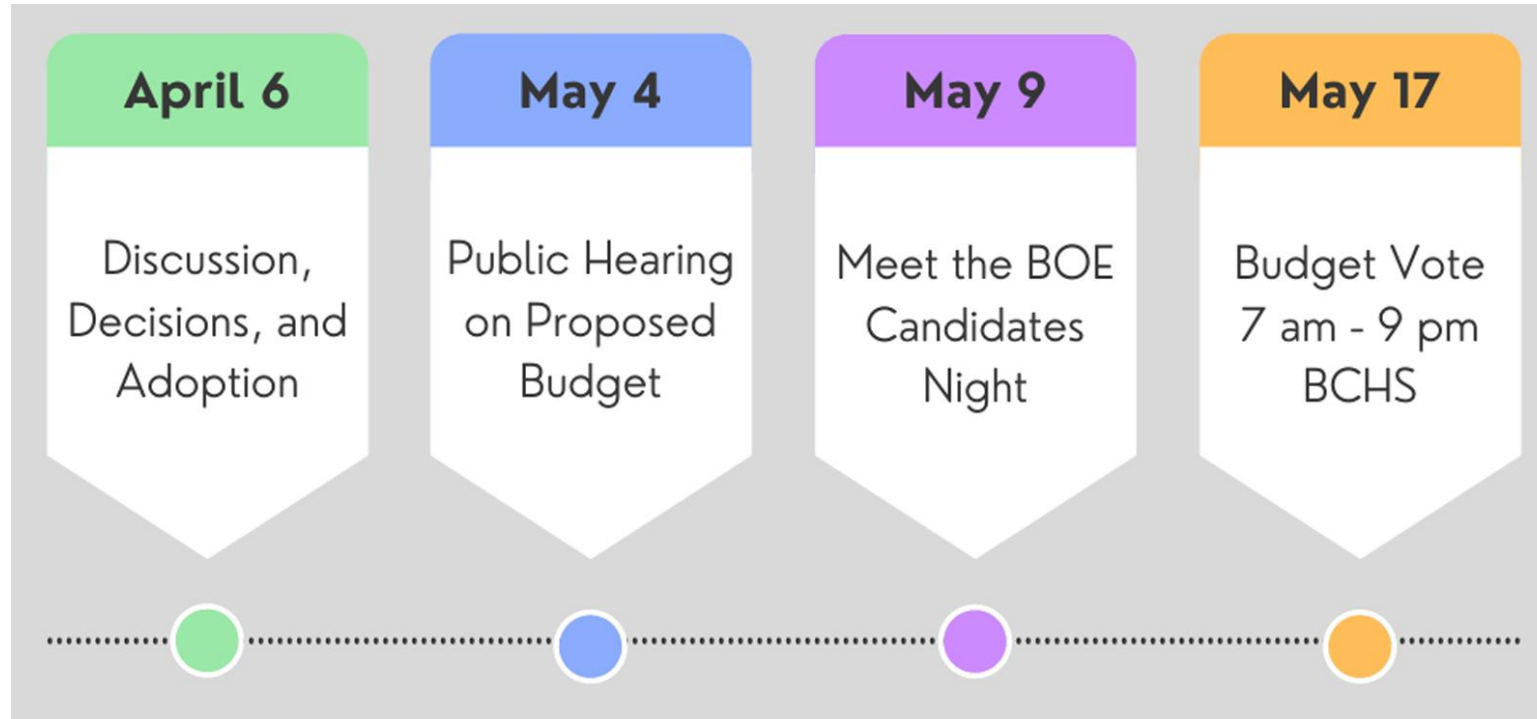 April 6
Discussion,
Decisions, and
Adoption
May 4
Public Hearing
on Proposed
Budget
May 9
Meet the BOE
Candidates
Night
May 17
Budget Vote
7 am - 9 pm
BCHS